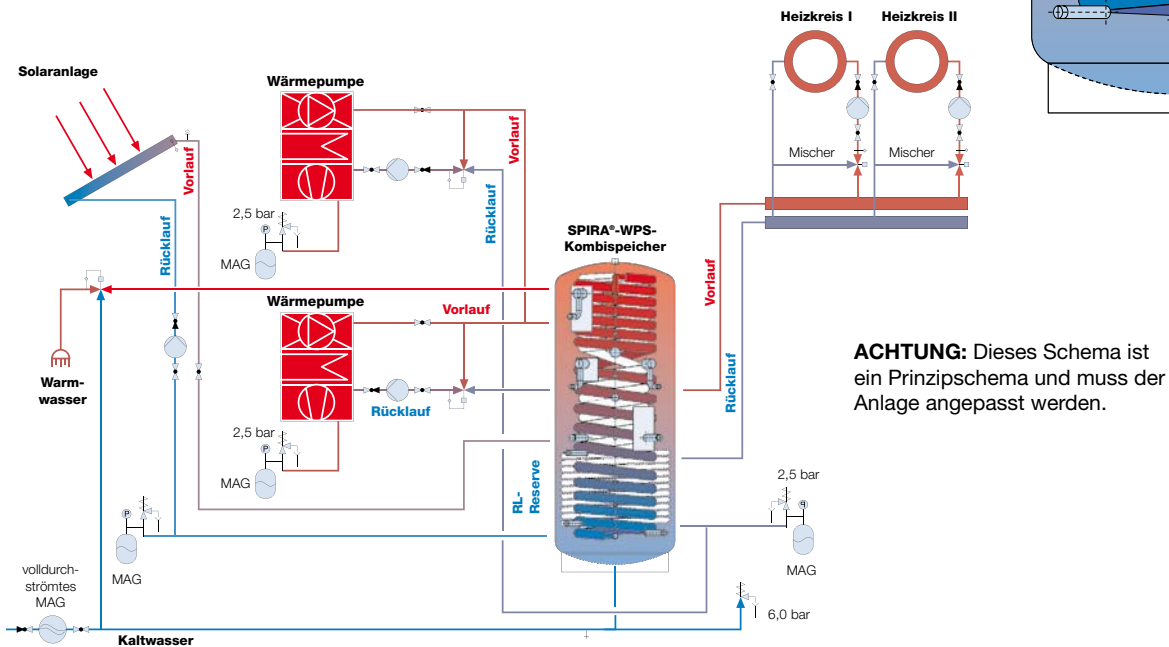 Heizkreis I
Heizkreis II
Solaranlage
Wärmepumpe
Vorlauf
Vorlauf
Mischer
Mischer
2,5 bar
P
MAG
Rücklauf
Rücklauf
SPIRA®-WPS-
Kombispeicher
Vorlauf
Wärmepumpe
Vorlauf
Rücklauf
ACHTUNG: Dieses Schema ist
ein Prinzipschema und muss der
Anlage angepasst werden.
Warm-
wasser
Rücklauf
2,5 bar
P
MAG
RL-
Reserve
2,5 bar
P
MAG
P
MAG
volldurch-
strömtes
MAG
6,0 bar
Kaltwasser